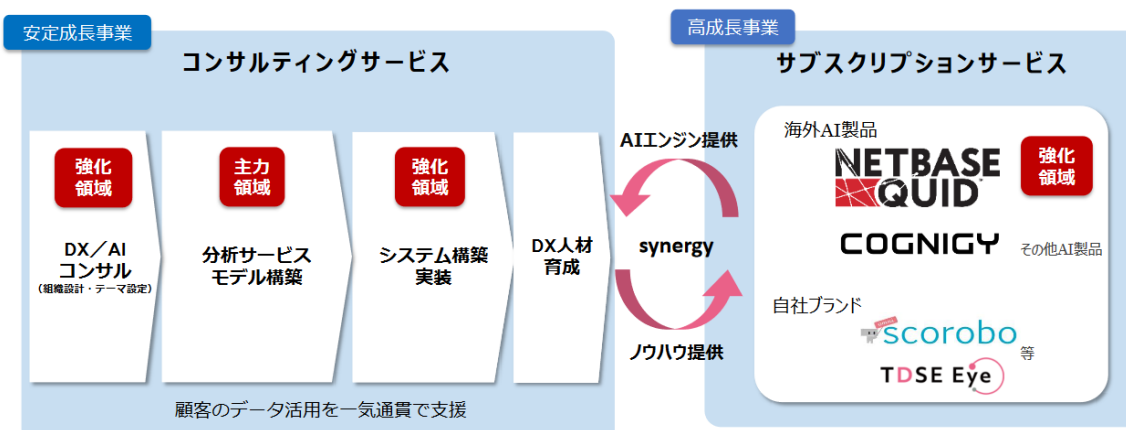 安定成長事業
コンサルティングサービス
強化
領域
DX／AI
コンサル
（組織設計・テーマ設定）
主力
領域
分析サービス
モデル構築
強化
領域
システム構築
実装
DX人材
育成
顧客のデータ活用を一気通貫で支援
AIエンジン提供
synergy
ノウハウ提供
高成長事業
サブスクリプションサービス
海外AI製品
NETBASE
QUID
強化
領域
COGNIGY
その他AI製品
自社ブランド
scorobo
等
TDSE Eye